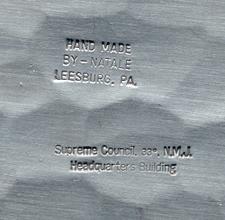 HAND MADE
BY - NATALE
LEESBURG, PA.
Supreme Council, 33°, N.M.J.
Headquarters Building